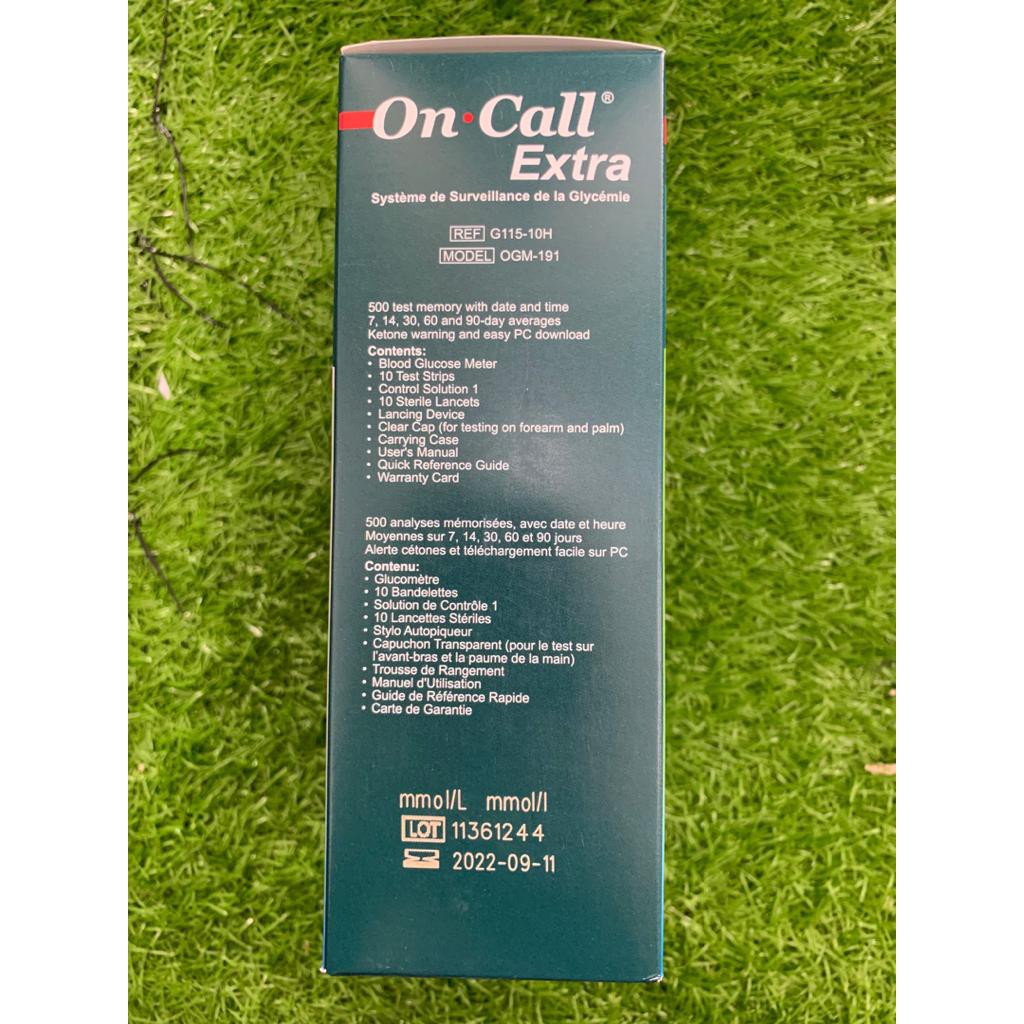 On·Call®
Extra
Système de Surveillance de la Glycémie
REF G115-10H
MODEL OGM-191
500 test memory with date and time
7, 14, 30, 60 and 90-day averages
Ketone warning and easy PC download
Contents:
• Blood Glucose Meter
• 10 Test Strips
• Control Solution 1
• 10 Sterile Lancets
• Lancing Device
• Clear Cap (for testing on forearm and palm)
• Carrying Case
• User's Manual
• Quick Reference Guide
• Warranty Card
500 analyses mémorisées, avec date et heure
Moyennes sur 7, 14, 30, 60 et 90 jours
Alerte cétones et téléchargement facile sur PC
Contenu:
• Glucomètre
• 10 Bandelettes
• Solution de Contrôle 1
• 10 Lancettes Stériles
• Stylo Autopiqueur
• Capuchon Transparent (pour le test sur
l'avant-bras et la paume de la main)
• Trousse de Rangement
• Manuel d'Utilisation
• Guide de Référence Rapide
• Carte de Garantie
mmol/L mmol/l
LOT 11361244
2022-09-11